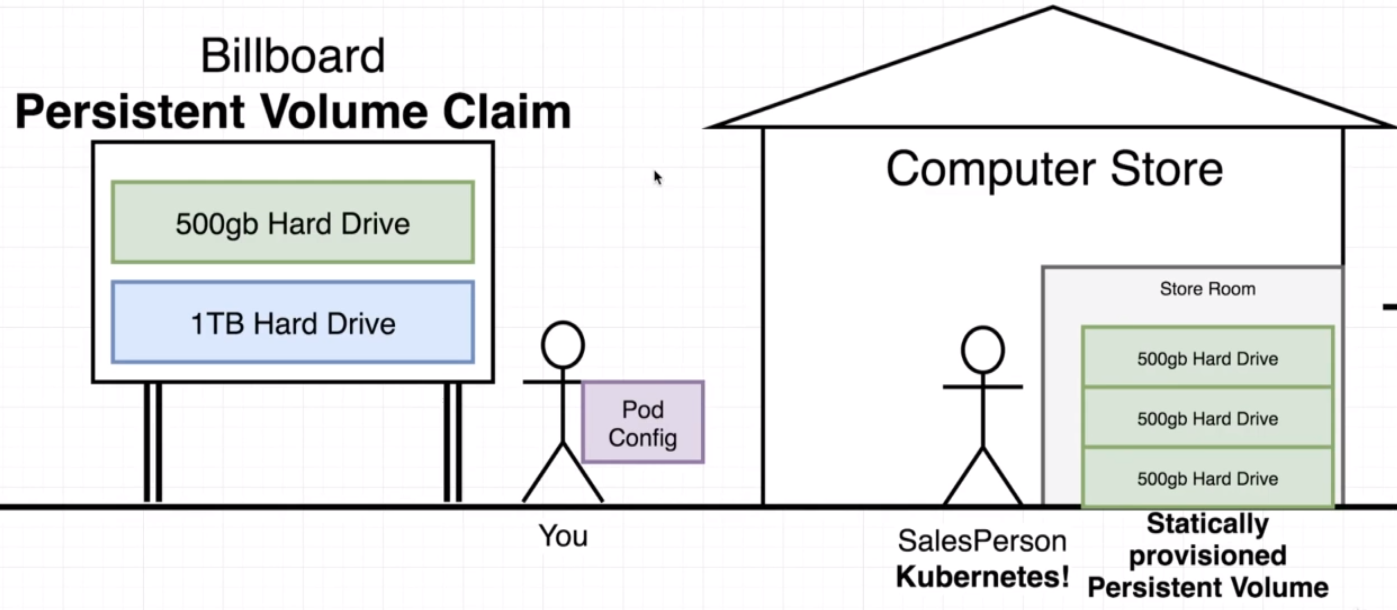 Billboard
Persistent Volume Claim
500gb Hard Drive
1TB Hard Drive
Pod
Config
You
Computer Store
Store Room
500gb Hard Drive
500gb Hard Drive
500gb Hard Drive
SalesPerson
Kubernetes!
Statically
provisioned
Persistent Volume